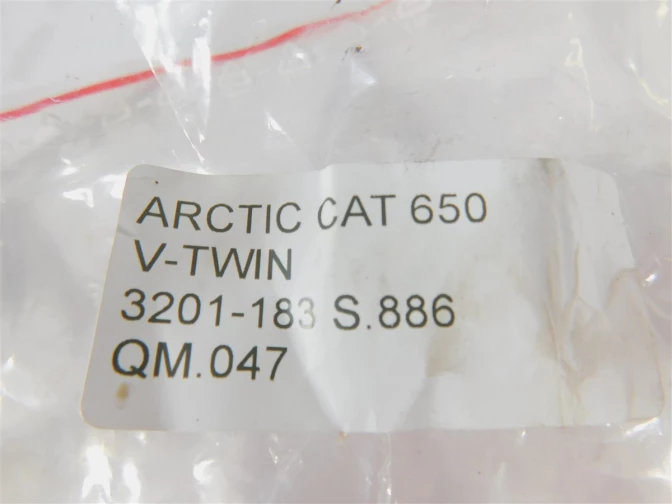 ARCTIC CAT 650
V-TWIN
3201-183 S.886
QM.047